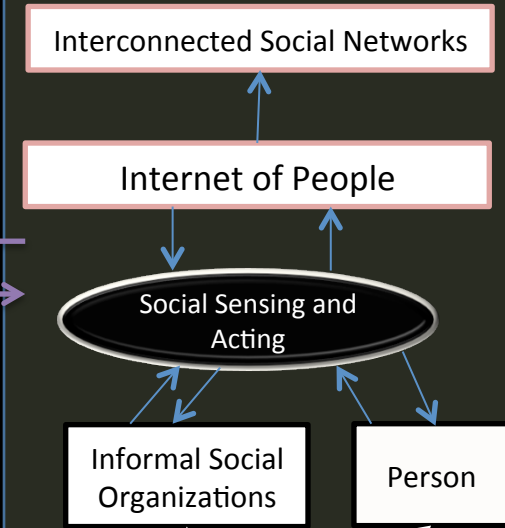 Interconnected Social Networks
Internet of People
Social Sensing and
Acting
Informal Social
Organizations
Person